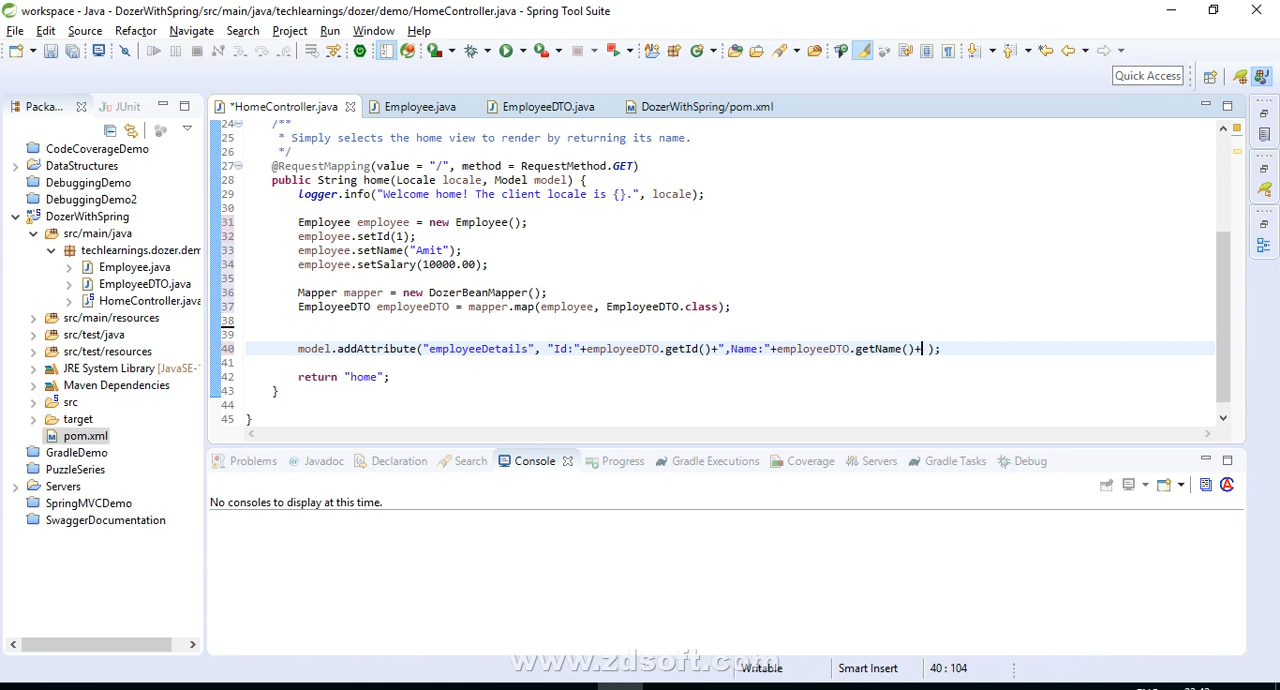 workspace - Java - DozerWithSpring/src/main/java/techlearnings/dozer/demo/HomeController.java - Spring Tool Suite
File Edit Source Refactor Navigate Search Project Run Window Help
Quick Access
Packa... JUnit
*HomeController.java Employee.java EmployeeDTO.java DozerWithSpring/pom.xml
CodeCoverageDemo
DataStructures
DebuggingDemo
DebuggingDemo2
DozerWithSpring
src/main/java
techlearnings.dozer.dem
Employee.java
EmployeeDTO.java
HomeController.java
src/main/resources
src/test/java
src/test/resources
JRE System Library [JavaSE-1
Maven Dependencies
src
target
pom.xml
GradleDemo
PuzzleSeries
Servers
SpringMVCDemo
SwaggerDocumentation
24 /**
25 * Simply selects the home view to render by returning its name.
26 */
27 @RequestMapping(value = "/", method = RequestMethod.GET)
28 public String home(Locale locale, Model model) {
29 logger.info("Welcome home! The client locale is {}.", locale);
30
31 Employee employee = new Employee();
32 employee.setId(1);
33 employee.setName("Amit");
34 employee.setSalary(10000.00);
35
36 Mapper mapper = new DozerBeanMapper();
37 EmployeeDTO employeeDTO = mapper.map(employee, EmployeeDTO.class);
38
39
40 model.addAttribute("employeeDetails", "Id:"+employeeDTO.getId()+",Name:"+employeeDTO.getName()+ );
41
42 return "home";
43 }
44
45 }
Problems Javadoc Declaration Search Console Progress Gradle Executions Coverage Servers Gradle Tasks Debug
No consoles to display at this time.
www.zdsoft.com
Writable Smart Insert 40 : 104